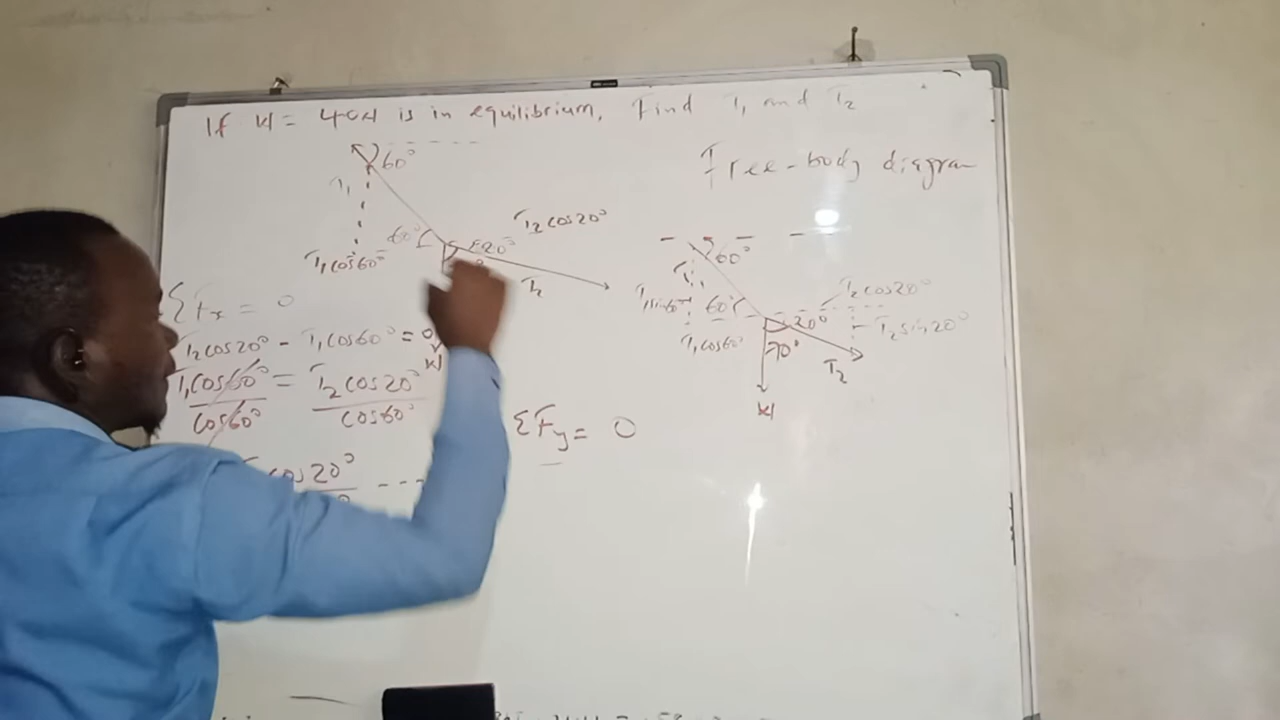 If W = 40N is in equilibrium, Find T₁ and T₂
60°
T₁
60°
T₁cos60°
T₂cos20°
20°
T₂
W
Free-body diagram
60°
T₁
T₁sin60°
60°
T₁cos60°
20°
T₂cos20°
T₂sin20°
70°
T₂
W
ΣFₓ = 0
T₂cos20° - T₁cos60° = 0
T₁cos60° = T₂cos20°
cos60° cos60°
cos20° ---
ΣFy = 0